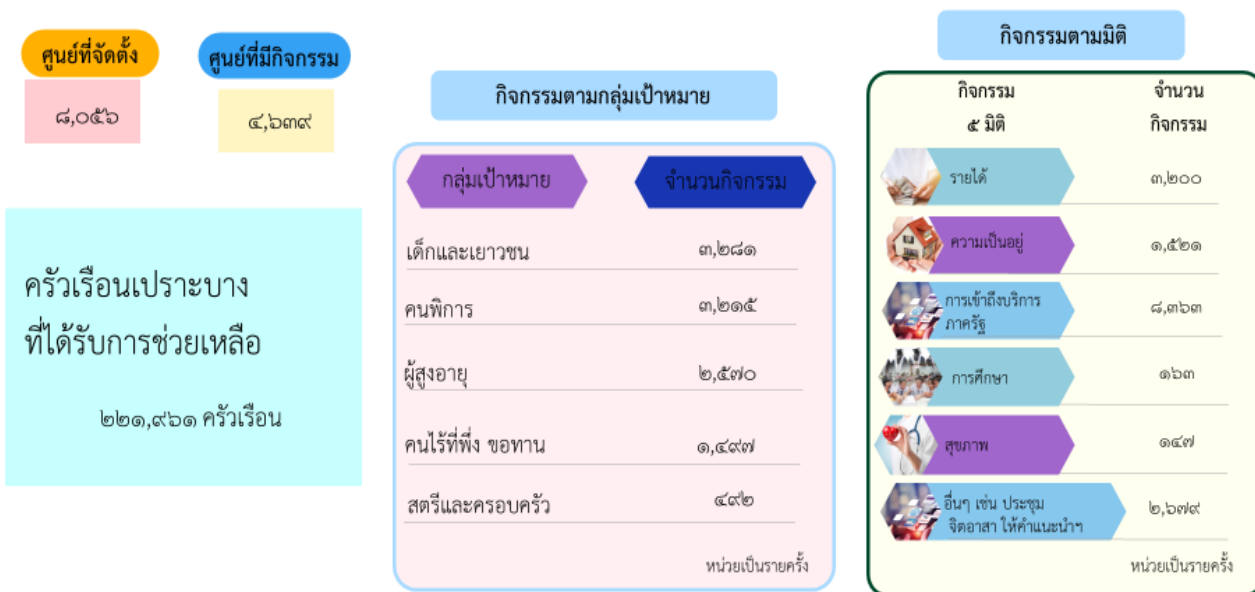 ศูนย์ที่จัดตั้ง
๘,๐๕๖
ศูนย์ที่มีกิจกรรม
๔,๖๓๙
ครัวเรือนเปราะบาง
ที่ได้รับการช่วยเหลือ
๒๒๑,๙๖๑ ครัวเรือน
กิจกรรมตามกลุ่มเป้าหมาย
กลุ่มเป้าหมาย จำนวนกิจกรรม
เด็กและเยาวชน ๓,๒๘๑
คนพิการ ๓,๒๑๕
ผู้สูงอายุ ๒,๕๗๐
คนไร้ที่พึ่ง ขอทาน ๑,๔๙๗
สตรีและครอบครัว ๔๙๒
หน่วยเป็นรายครั้ง
กิจกรรมตามมิติ
กิจกรรม จำนวน
๕ มิติ กิจกรรม
รายได้ ๓,๒๐๐
ความเป็นอยู่ ๑,๕๒๑
การเข้าถึงบริการ
ภาครัฐ ๘,๓๖๓
การศึกษา ๑๖๓
สุขภาพ ๑๔๗
อื่นๆ เช่น ประชุม
จิตอาสา ให้คำแนะนำฯ ๒,๖๗๙
หน่วยเป็นรายครั้ง